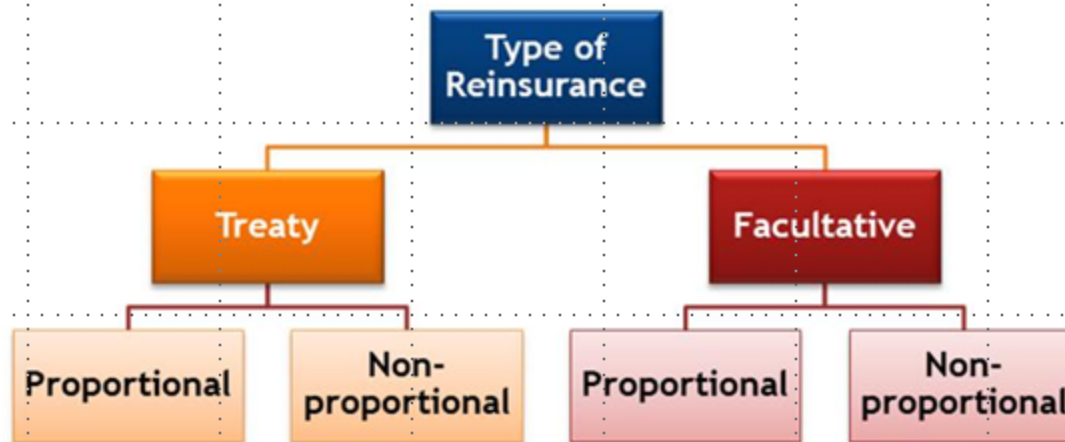 Type of
Reinsurance
Treaty
Facultative
Proportional
Non-
proportional
Proportional
Non-
proportional